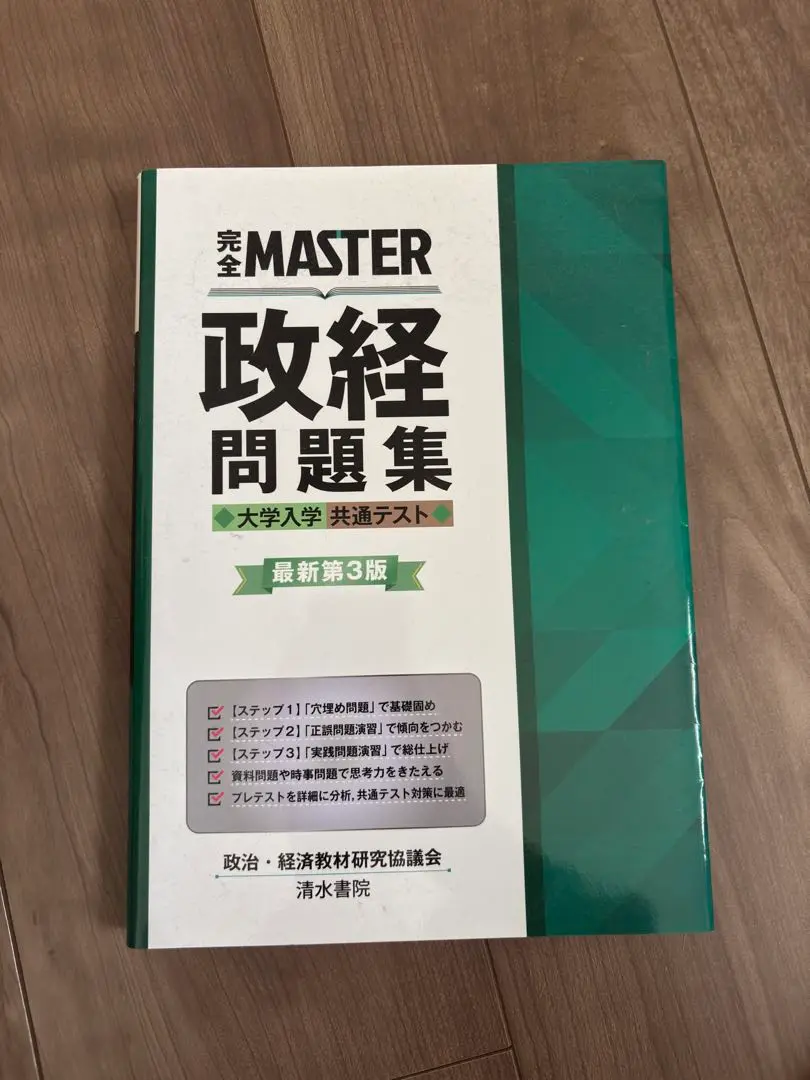 完全MASTER
政経
問題集
◆大学入学 共通テスト◆
最新第3版
【ステップ1】「穴埋め問題」で基礎固め
【ステップ2】「正誤問題演習」で傾向をつかむ
【ステップ3】「実践問題演習」で総仕上げ
資料問題や時事問題で思考力をきたえる
プレテストを詳細に分析,共通テスト対策に最適
政治・経済教材研究協議会
清水書院